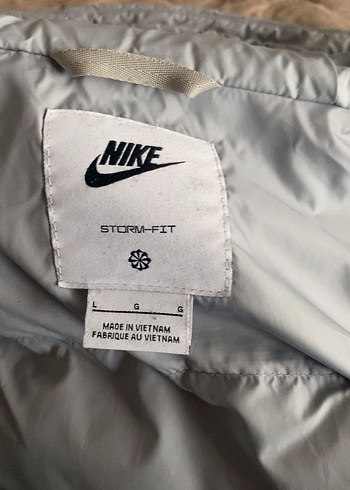 NIKE
STORM-FIT
L G G
MADE IN VIETNAM
FABRIQUE AU VIETNAM